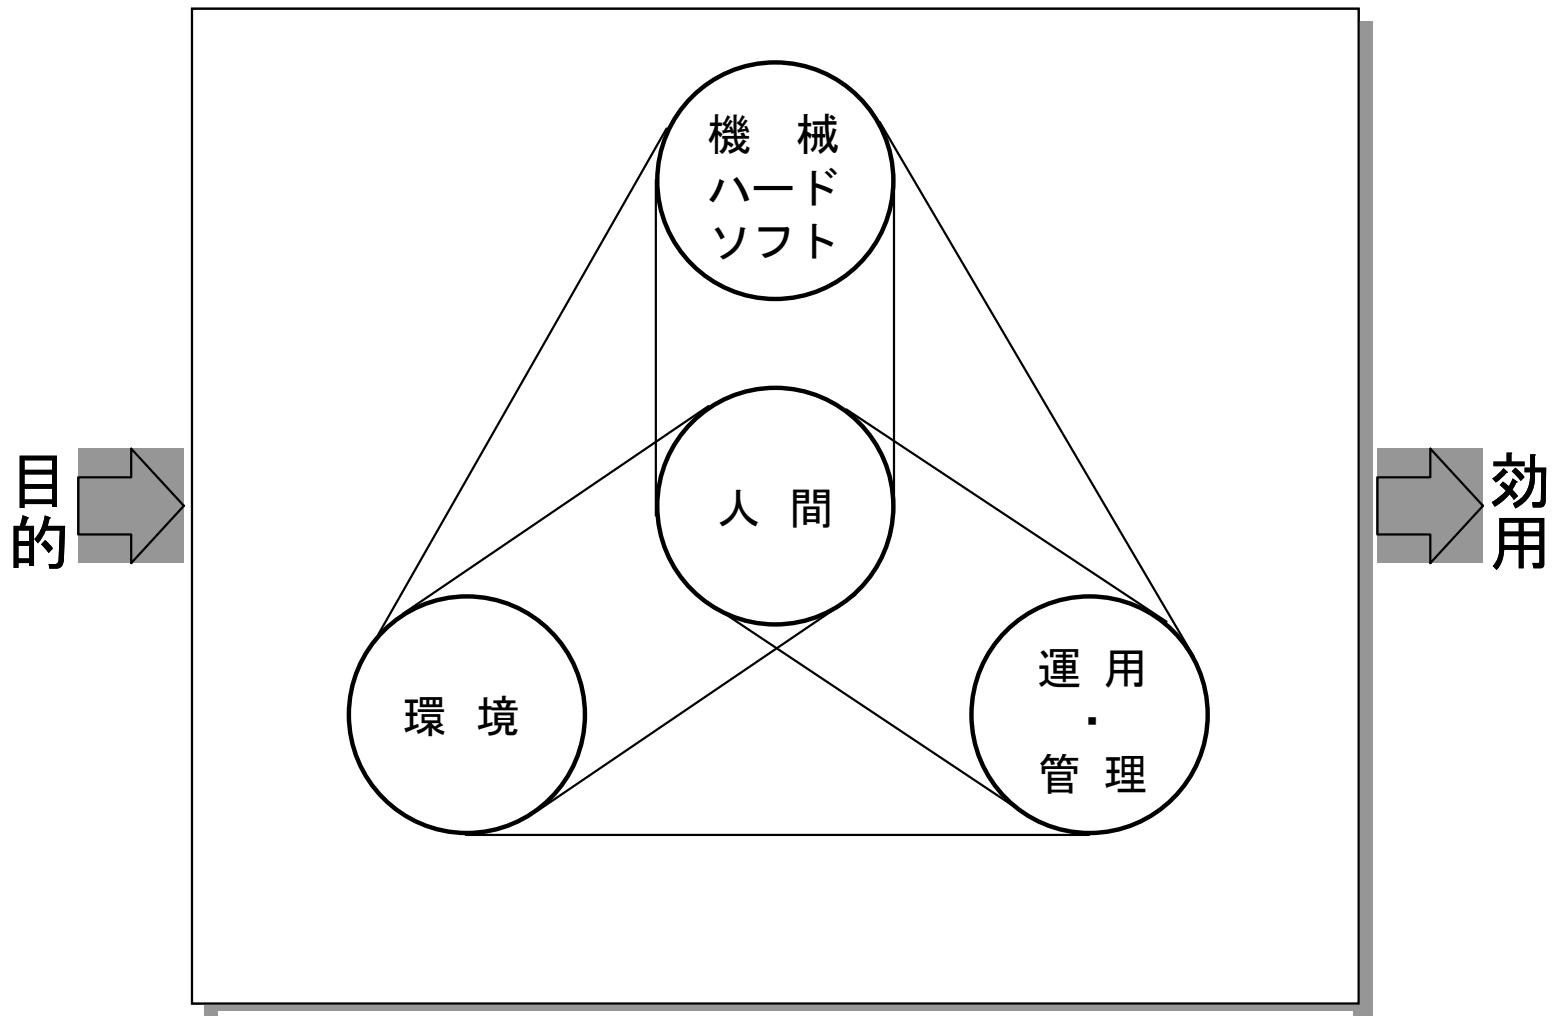 機　械
ハード
ソフト
目的
人 間
効用
環 境
運 用
・
管 理